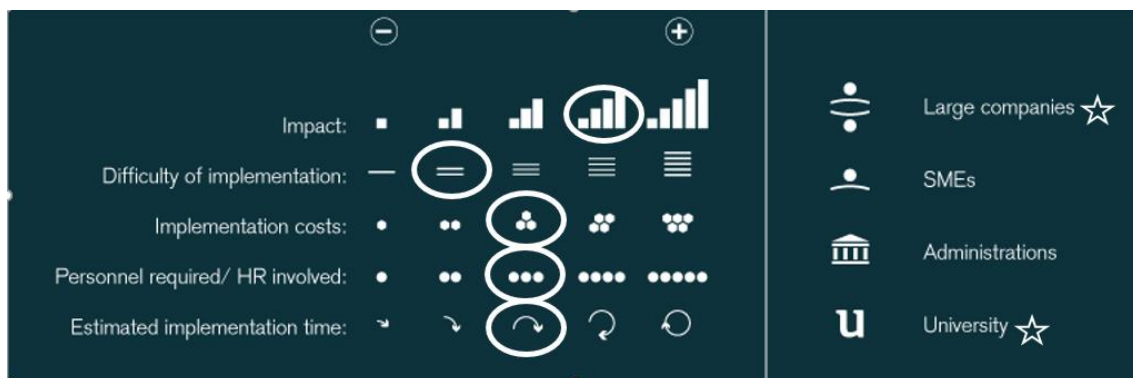 Impact:
Difficulty of implementation:
Implementation costs:
Personnel required/ HR involved:
Estimated implementation time:
Large companies
SMEs
Administrations
u University